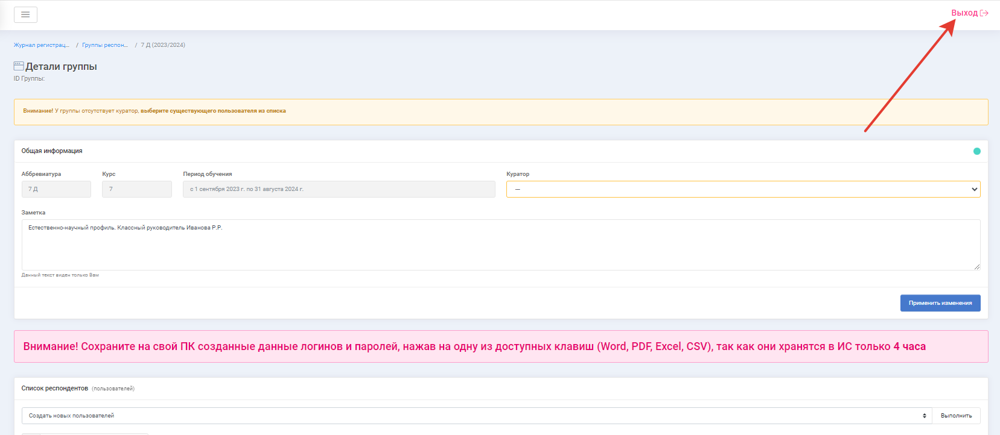 Выход
Журнал регистрац... / Группы респон... / 7 Д (2023/2024)
Детали группы
ID Группы:
Внимание! У группы отсутствует куратор, выберите существующего пользователя из списка
Общая информация
Аббревиатура Курс Период обучения Куратор
7 Д 7 с 1 сентября 2023 г. по 31 августа 2024 г. ---
Заметка
Естественно-научный профиль. Классный руководитель Иванова Р.Р.
Данный текст виден только Вам
Применить изменения
Внимание! Сохраните на свой ПК созданные данные логинов и паролей, нажав на одну из доступных клавиш (Word, PDF, Excel, CSV), так как они хранятся в ИС только 4 часа
Список респондентов (пользователей)
Создать новых пользователей Выполнить